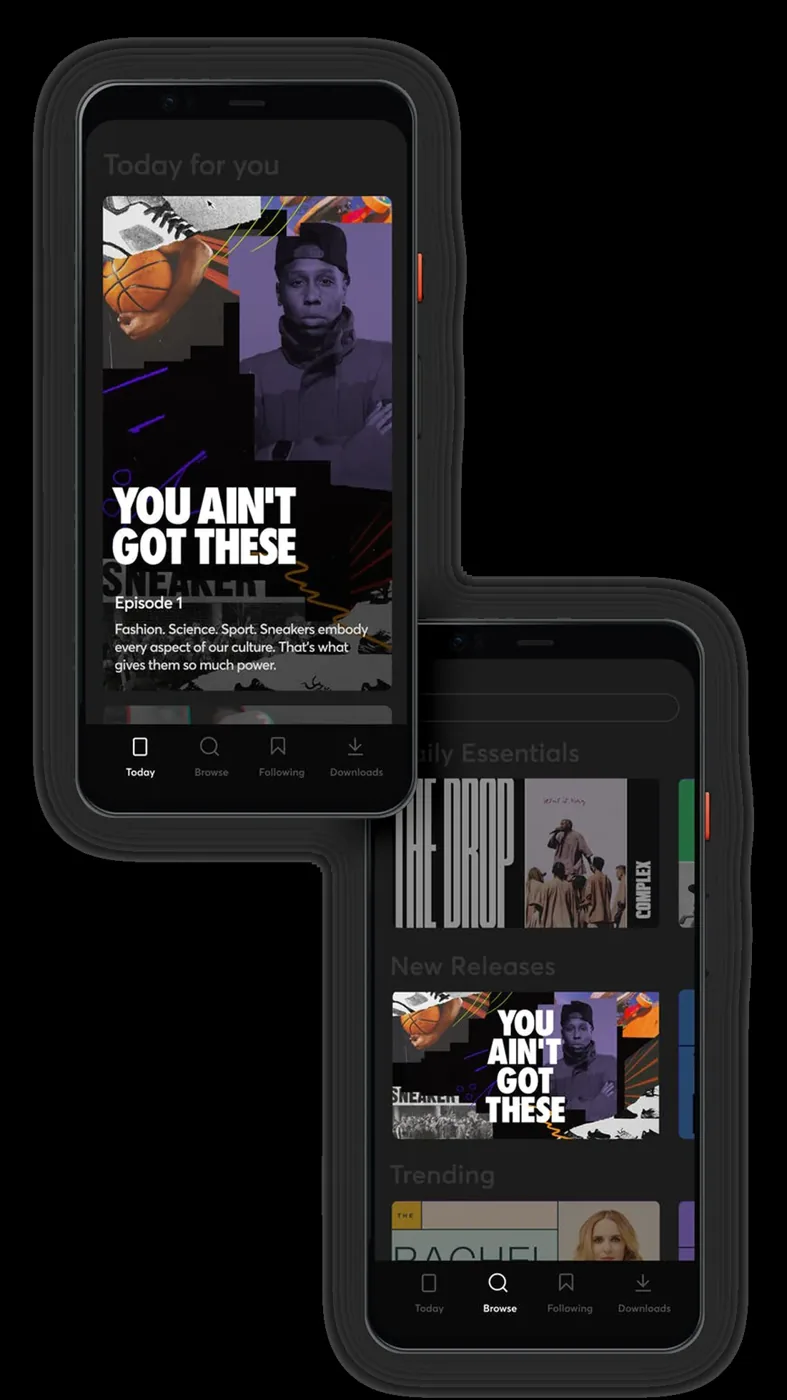 Today for you
YOU AIN'T
GOT THESE
SNEAKER
Episode 1
Fashion. Science. Sport. Sneakers embody
every aspect of our culture. That's what
gives them so much power.
Today
Browse
Following
Downloads
aily Essentials
THE DROP
COMPLEX
New Releases
YOU
AIN'T
GOT
THESE
SNEAKER
Trending
THE
RACHEL
Today
Browse
Following
Downloads